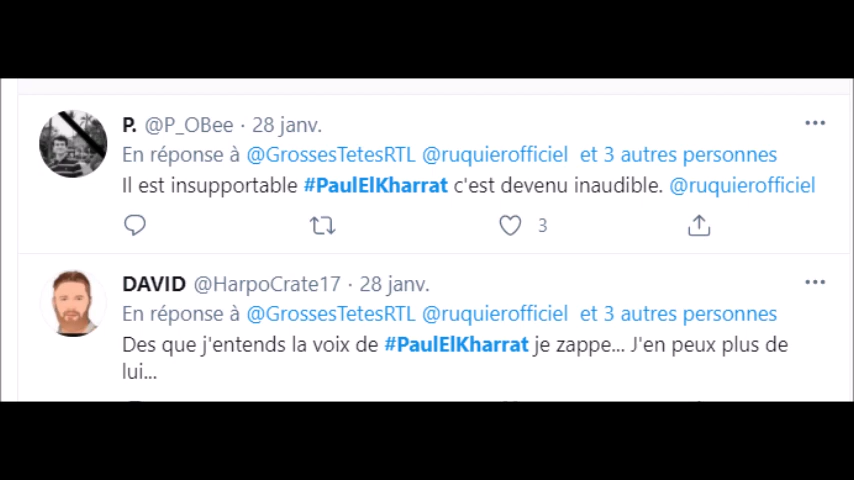 P. @P_OBee · 28 janv.
En réponse à @GrossesTetesRTL @ruquierofficiel et 3 autres personnes
Il est insupportable #PaulElKharrat c'est devenu inaudible. @ruquierofficiel
3
DAVID @HarpoCrate17 · 28 janv.
En réponse à @GrossesTetesRTL @ruquierofficiel et 3 autres personnes
Des que j'entends la voix de #PaulElKharrat je zappe... J'en peux plus de
lui...